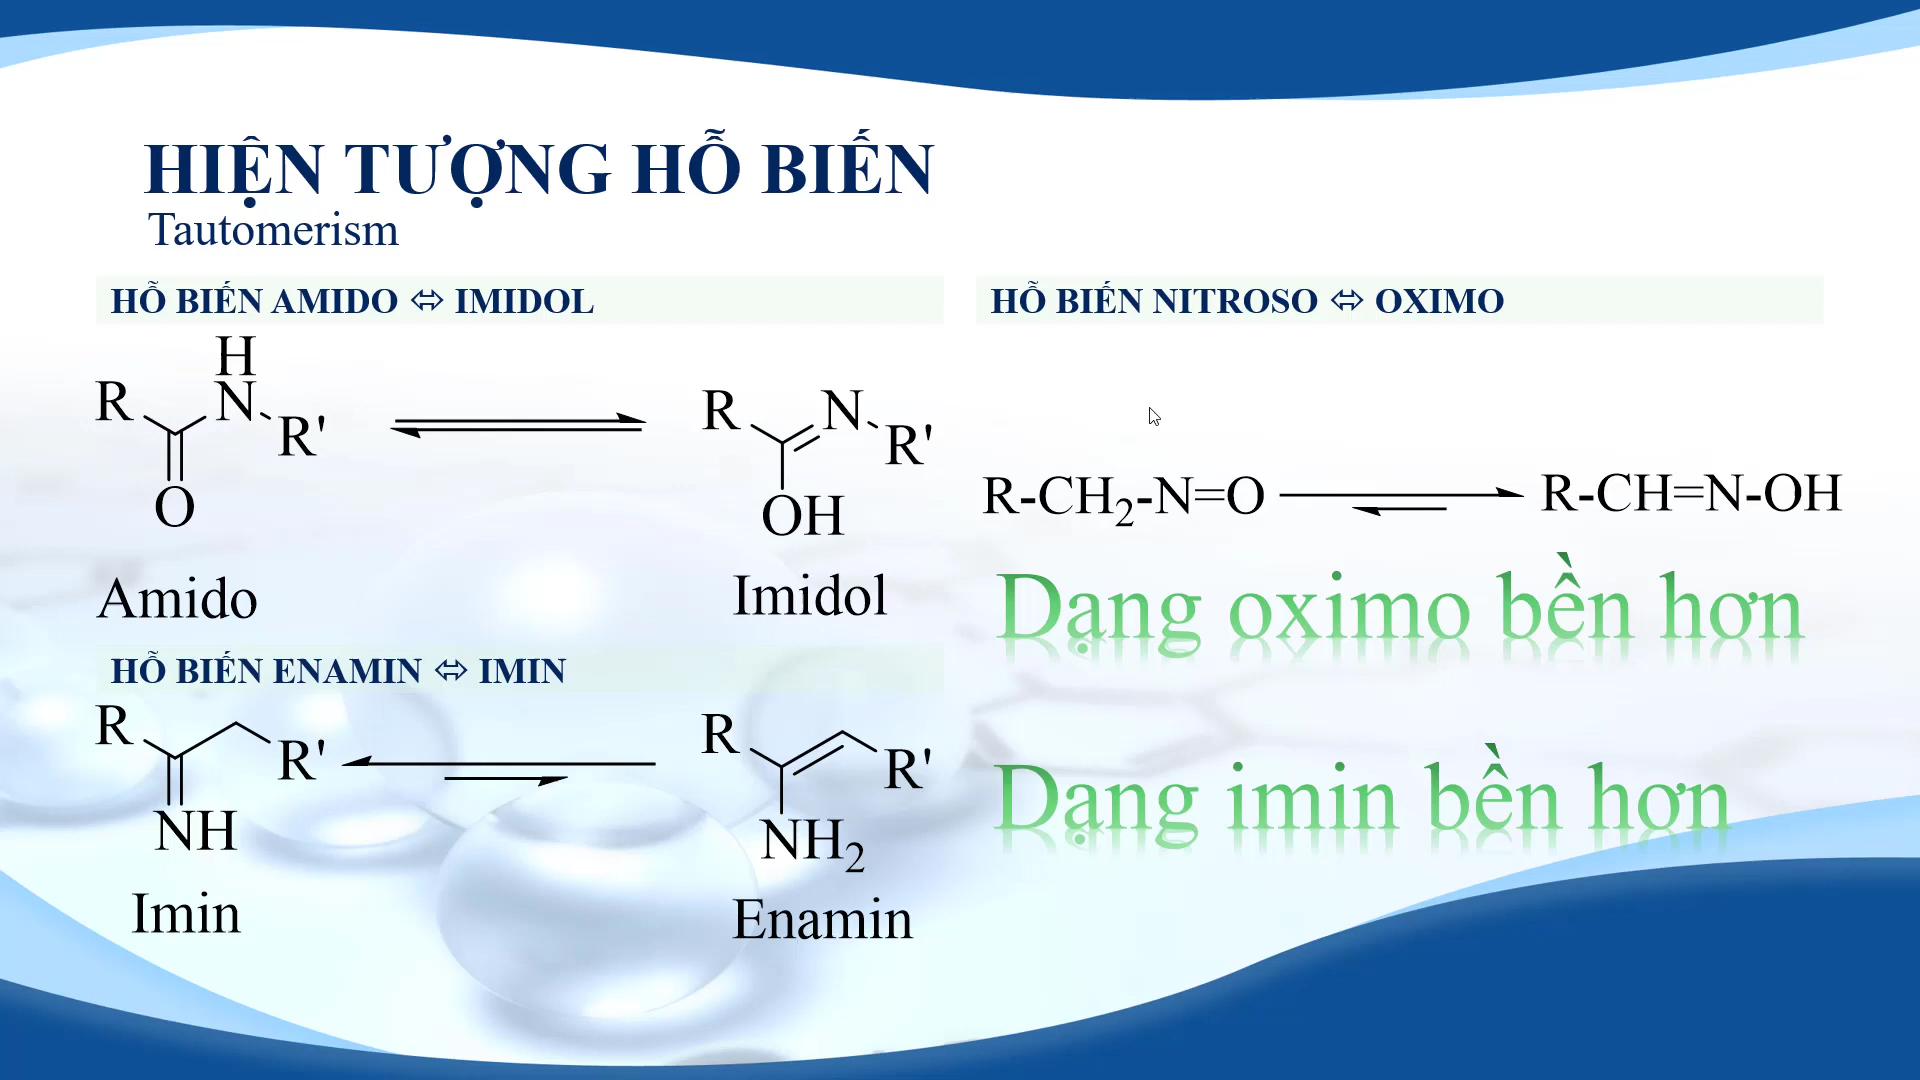 HIỆN TƯỢNG HỖ BIẾN
Tautomerism
HỖ BIẾN AMIDO ⬄ IMIDOL
H
R N R'
O
R N R'
OH
Amido
Imidol
HỖ BIẾN ENAMIN ⬄ IMIN
R R'
NH
R R'
NH2
Imin
Enamin
HỖ BIẾN NITROSO ⬄ OXIMO
R-CH2-N=O
R-CH=N-OH
Dạng oximo bền hơn
Dạng imin bền hơn